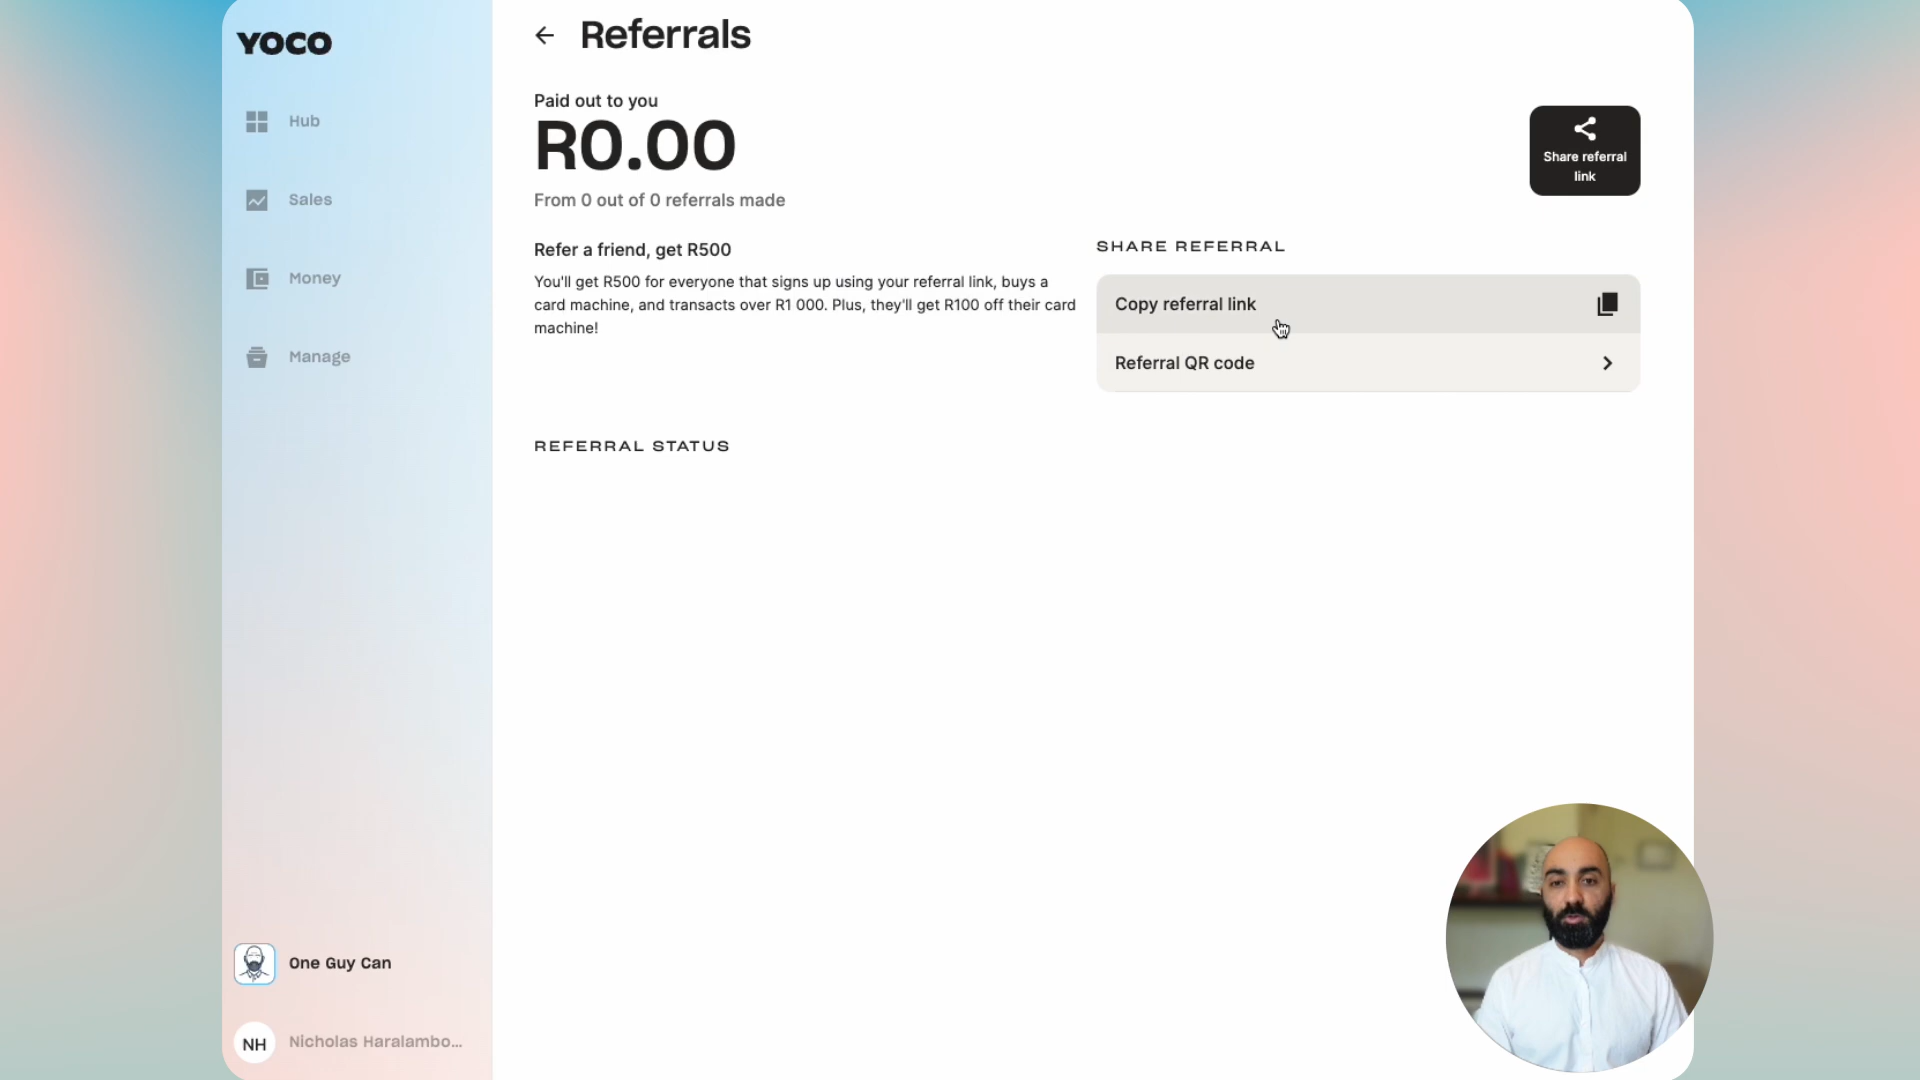 YOCO
Hub
Sales
Money
Manage
One Guy Can
NH
Nicholas Haralambo...
Referrals
Paid out to you
R0.00
From 0 out of 0 referrals made
Share referral
link
Refer a friend, get R500
You'll get R500 for everyone that signs up using your referral link, buys a
card machine, and transacts over R1 000. Plus, they'll get R100 off their card
machine!
SHARE REFERRAL
Copy referral link
Referral QR code
REFERRAL STATUS